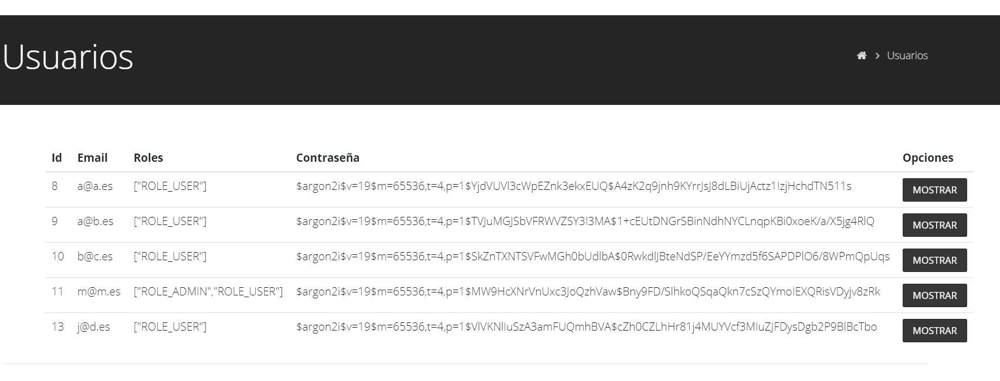 Usuarios
Usuarios
Id Email Roles Contraseña Opciones
8 a@a.es ["ROLE_USER"] $argon2i$v=19$m=65536,t=4,p=1$YjdVUVl3cWpEZnk3ekxEUQ$A4zK2q9jnh9KYrrJsJ8dLBiUjActz1IzjHchdTN511s MOSTRAR
9 a@b.es ["ROLE_USER"] $argon2i$v=19$m=65536,t=4,p=1$TVJuMGJSbVFRWVZSY3I3MA$1+cEUtDNGrSBinNdhNYCLnqpKBi0xoeK/a/X5jg4RlQ MOSTRAR
10 b@c.es ["ROLE_USER"] $argon2i$v=19$m=65536,t=4,p=1$SkZnTXNTSVFwMGh0bUdlbA$0RwkdlJBteNdSP/EeYYmzd5f6SAPDPlO6/8WPmQpUqs MOSTRAR
11 m@m.es ["ROLE_ADMIN","ROLE_USER"] $argon2i$v=19$m=65536,t=4,p=1$MW9HcXNrVnUxc3JoQzhVaw$Bny9FD/SlhkoQSqaQkn7cSzQYmoIEXQRisVDyjv8zRk MOSTRAR
13 j@d.es ["ROLE_USER"] $argon2i$v=19$m=65536,t=4,p=1$VlVKNlIuSzA3amFUQmhBVA$cZh0CZLhHr81j4MUYVcf3MIuZJFDysDgb2P9BlBcTbo MOSTRAR